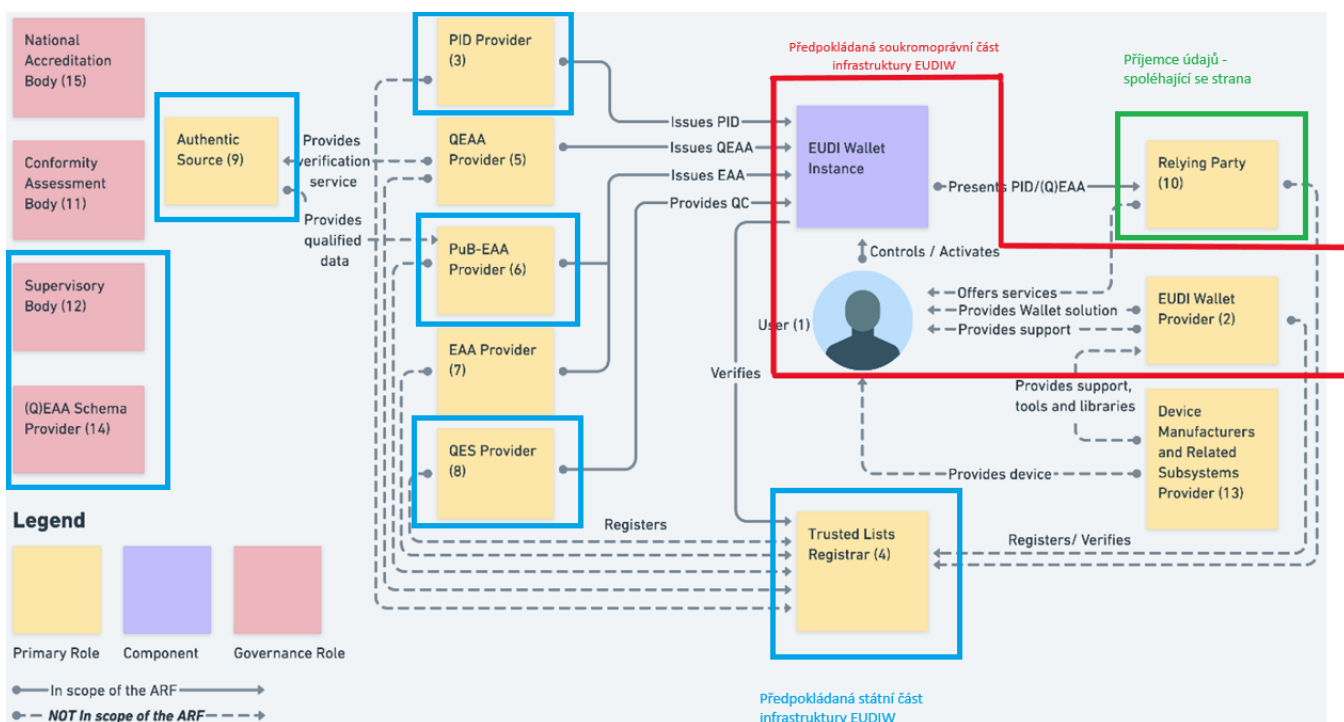 National
Accreditation
Body (15)
Conformity
Assessment
Body (11)
Supervisory
Body (12)
(Q)EAA Schema
Provider (14)
Authentic
Source (9)
Provides
verification
service
Provides
qualified
data
PID Provider
(3)
QEAA
Provider (5)
PuB-EAA
Provider (6)
EAA Provider
(7)
QES Provider
(8)
Issues PID
Issues QEAA
Issues EAA
Provides QC
Předpokládaná soukromoprávní část
infrastruktury EUDIW
EUDI Wallet
Instance
Presents PID/(Q)EAA
Příjemce údajů -
spoléhající se strana
Relying Party
(10)
Controls / Activates
User (1)
Offers services
Provides Wallet solution
Provides support
EUDI Wallet
Provider (2)
Verifies
Provides support,
tools and libraries
Device
Manufacturers
and Related
Subsystems
Provider (13)
Provides device
Registers
Trusted Lists
Registrar (4)
Registers/ Verifies
Předpokládaná státní část
infrastruktury EUDIW
Legend
Primary Role
Component
Governance Role
In scope of the ARF
NOT In scope of the ARF